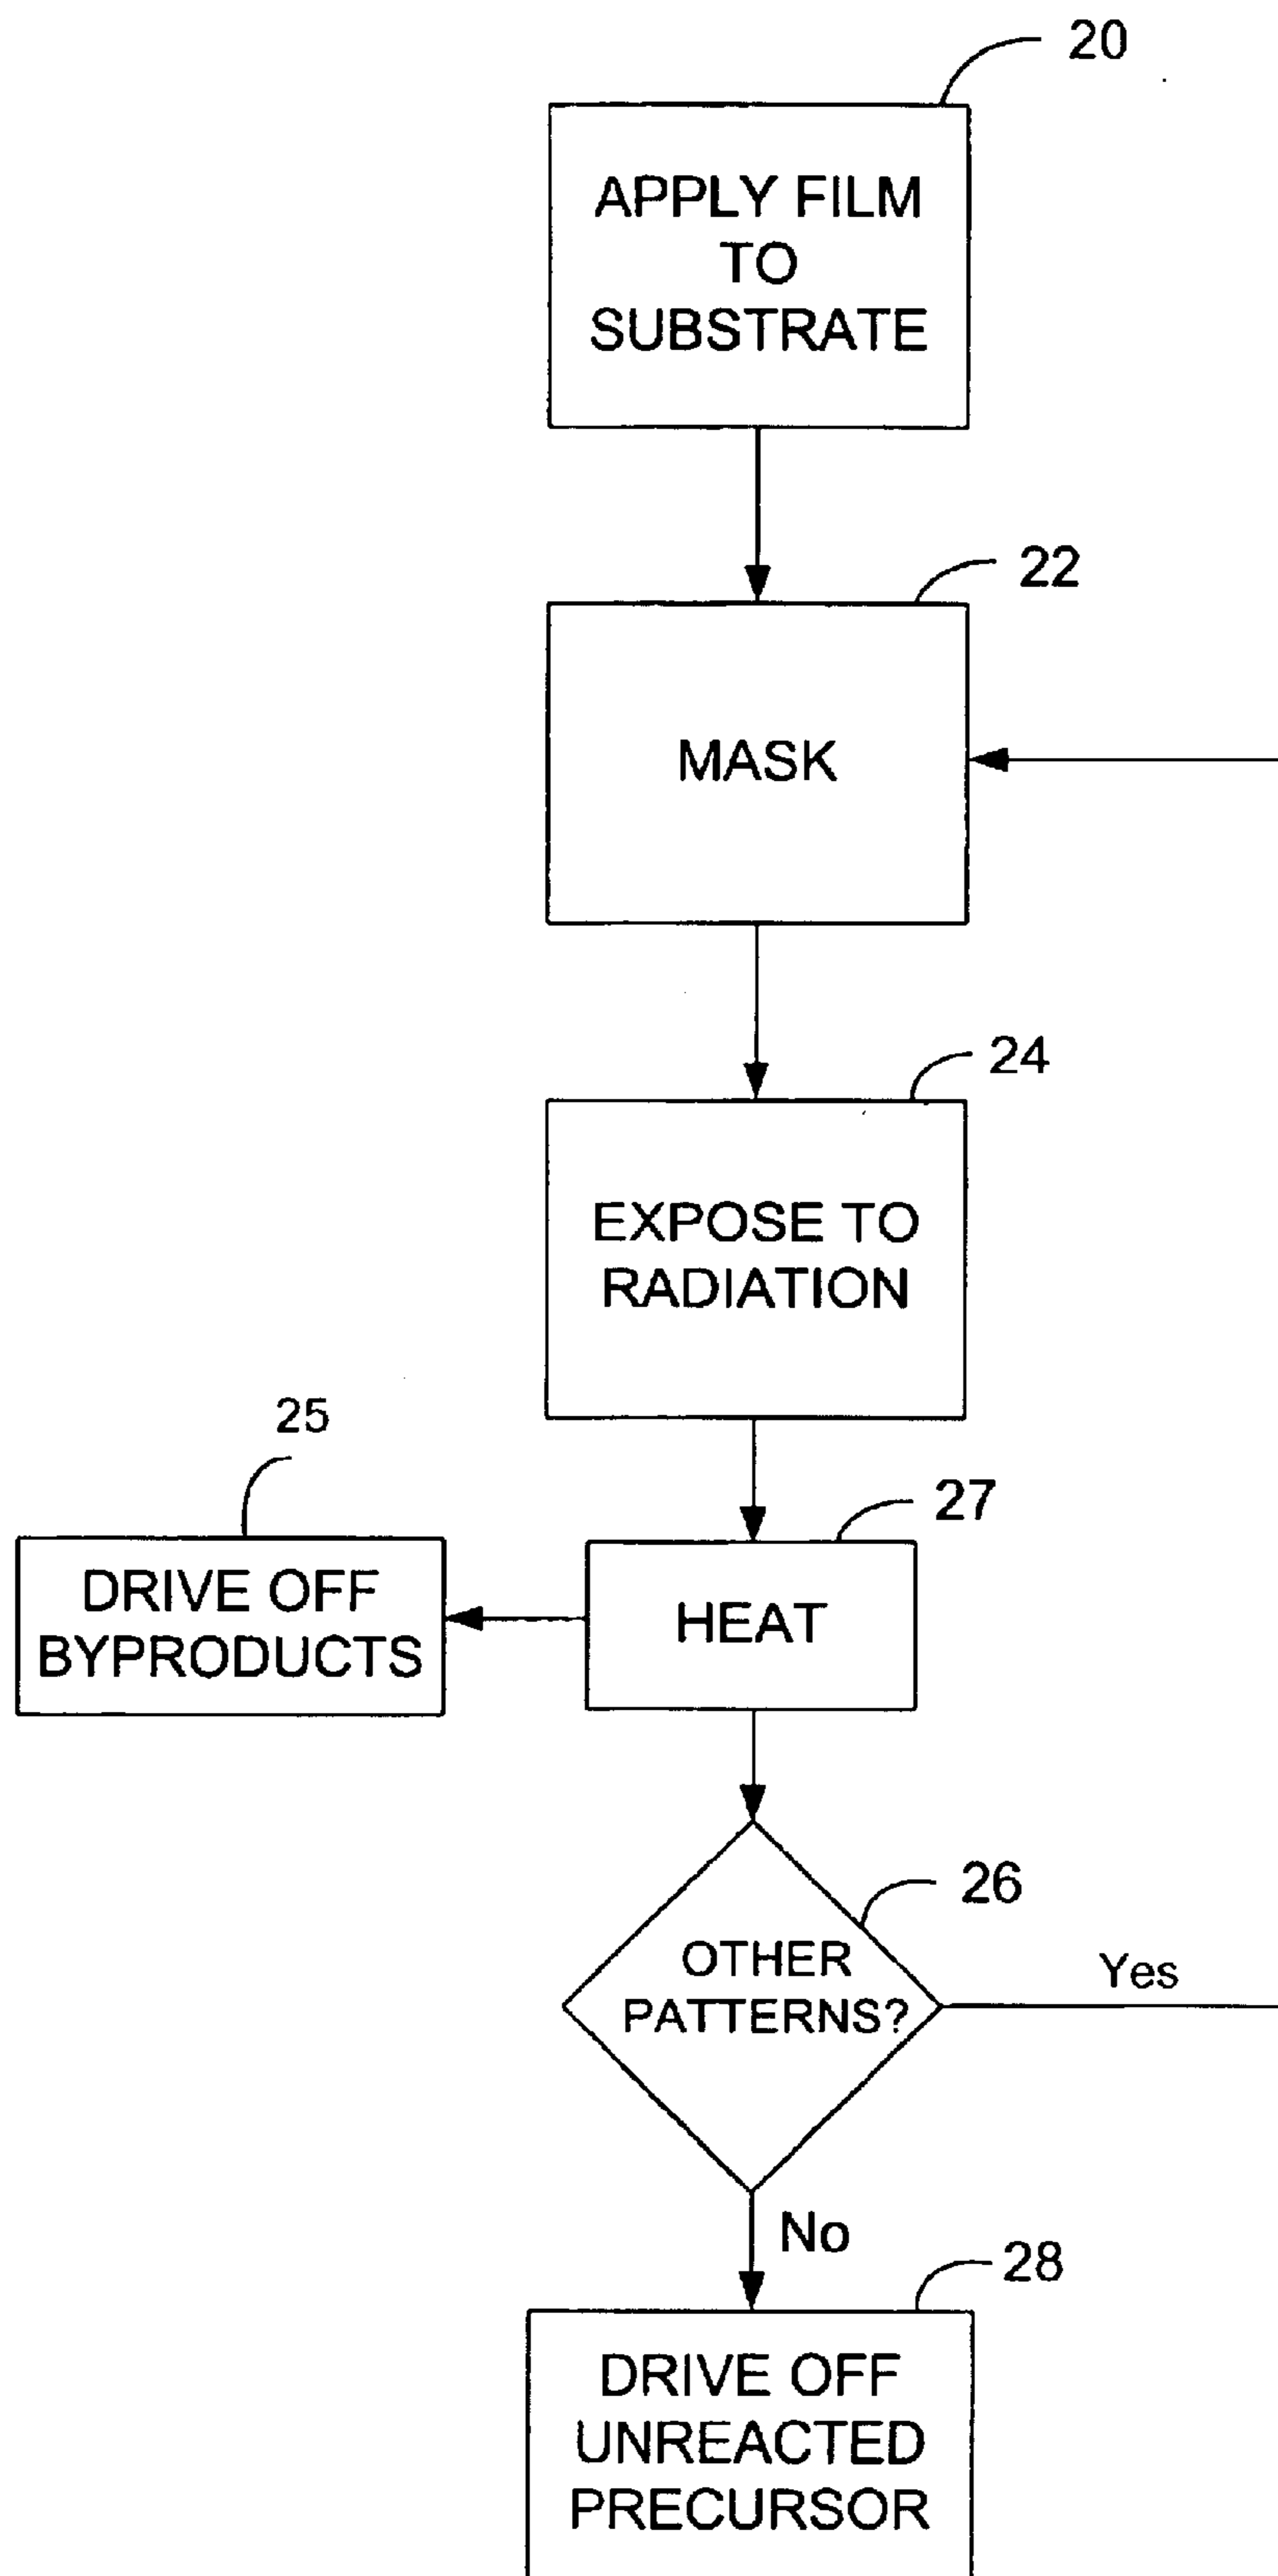 20
APPLY FILM
TO
SUBSTRATE
22
MASK
24
EXPOSE TO
RADIATION
25
DRIVE OFF
BYPRODUCTS
27
HEAT
26
OTHER
PATTERNS?
Yes
No
28
DRIVE OFF
UNREACTED
PRECURSOR